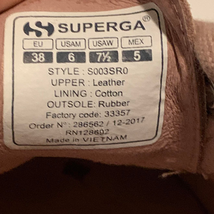 SUPERGA
EU USAM USAW MEX
38 6 7½ 5
STYLE : S003SR0
UPPER : Leather
LINING : Cotton
OUTSOLE: Rubber
Factory code: 33357
Order N° : 298562 / 12-2017
RN128602
Made in VIETNAM